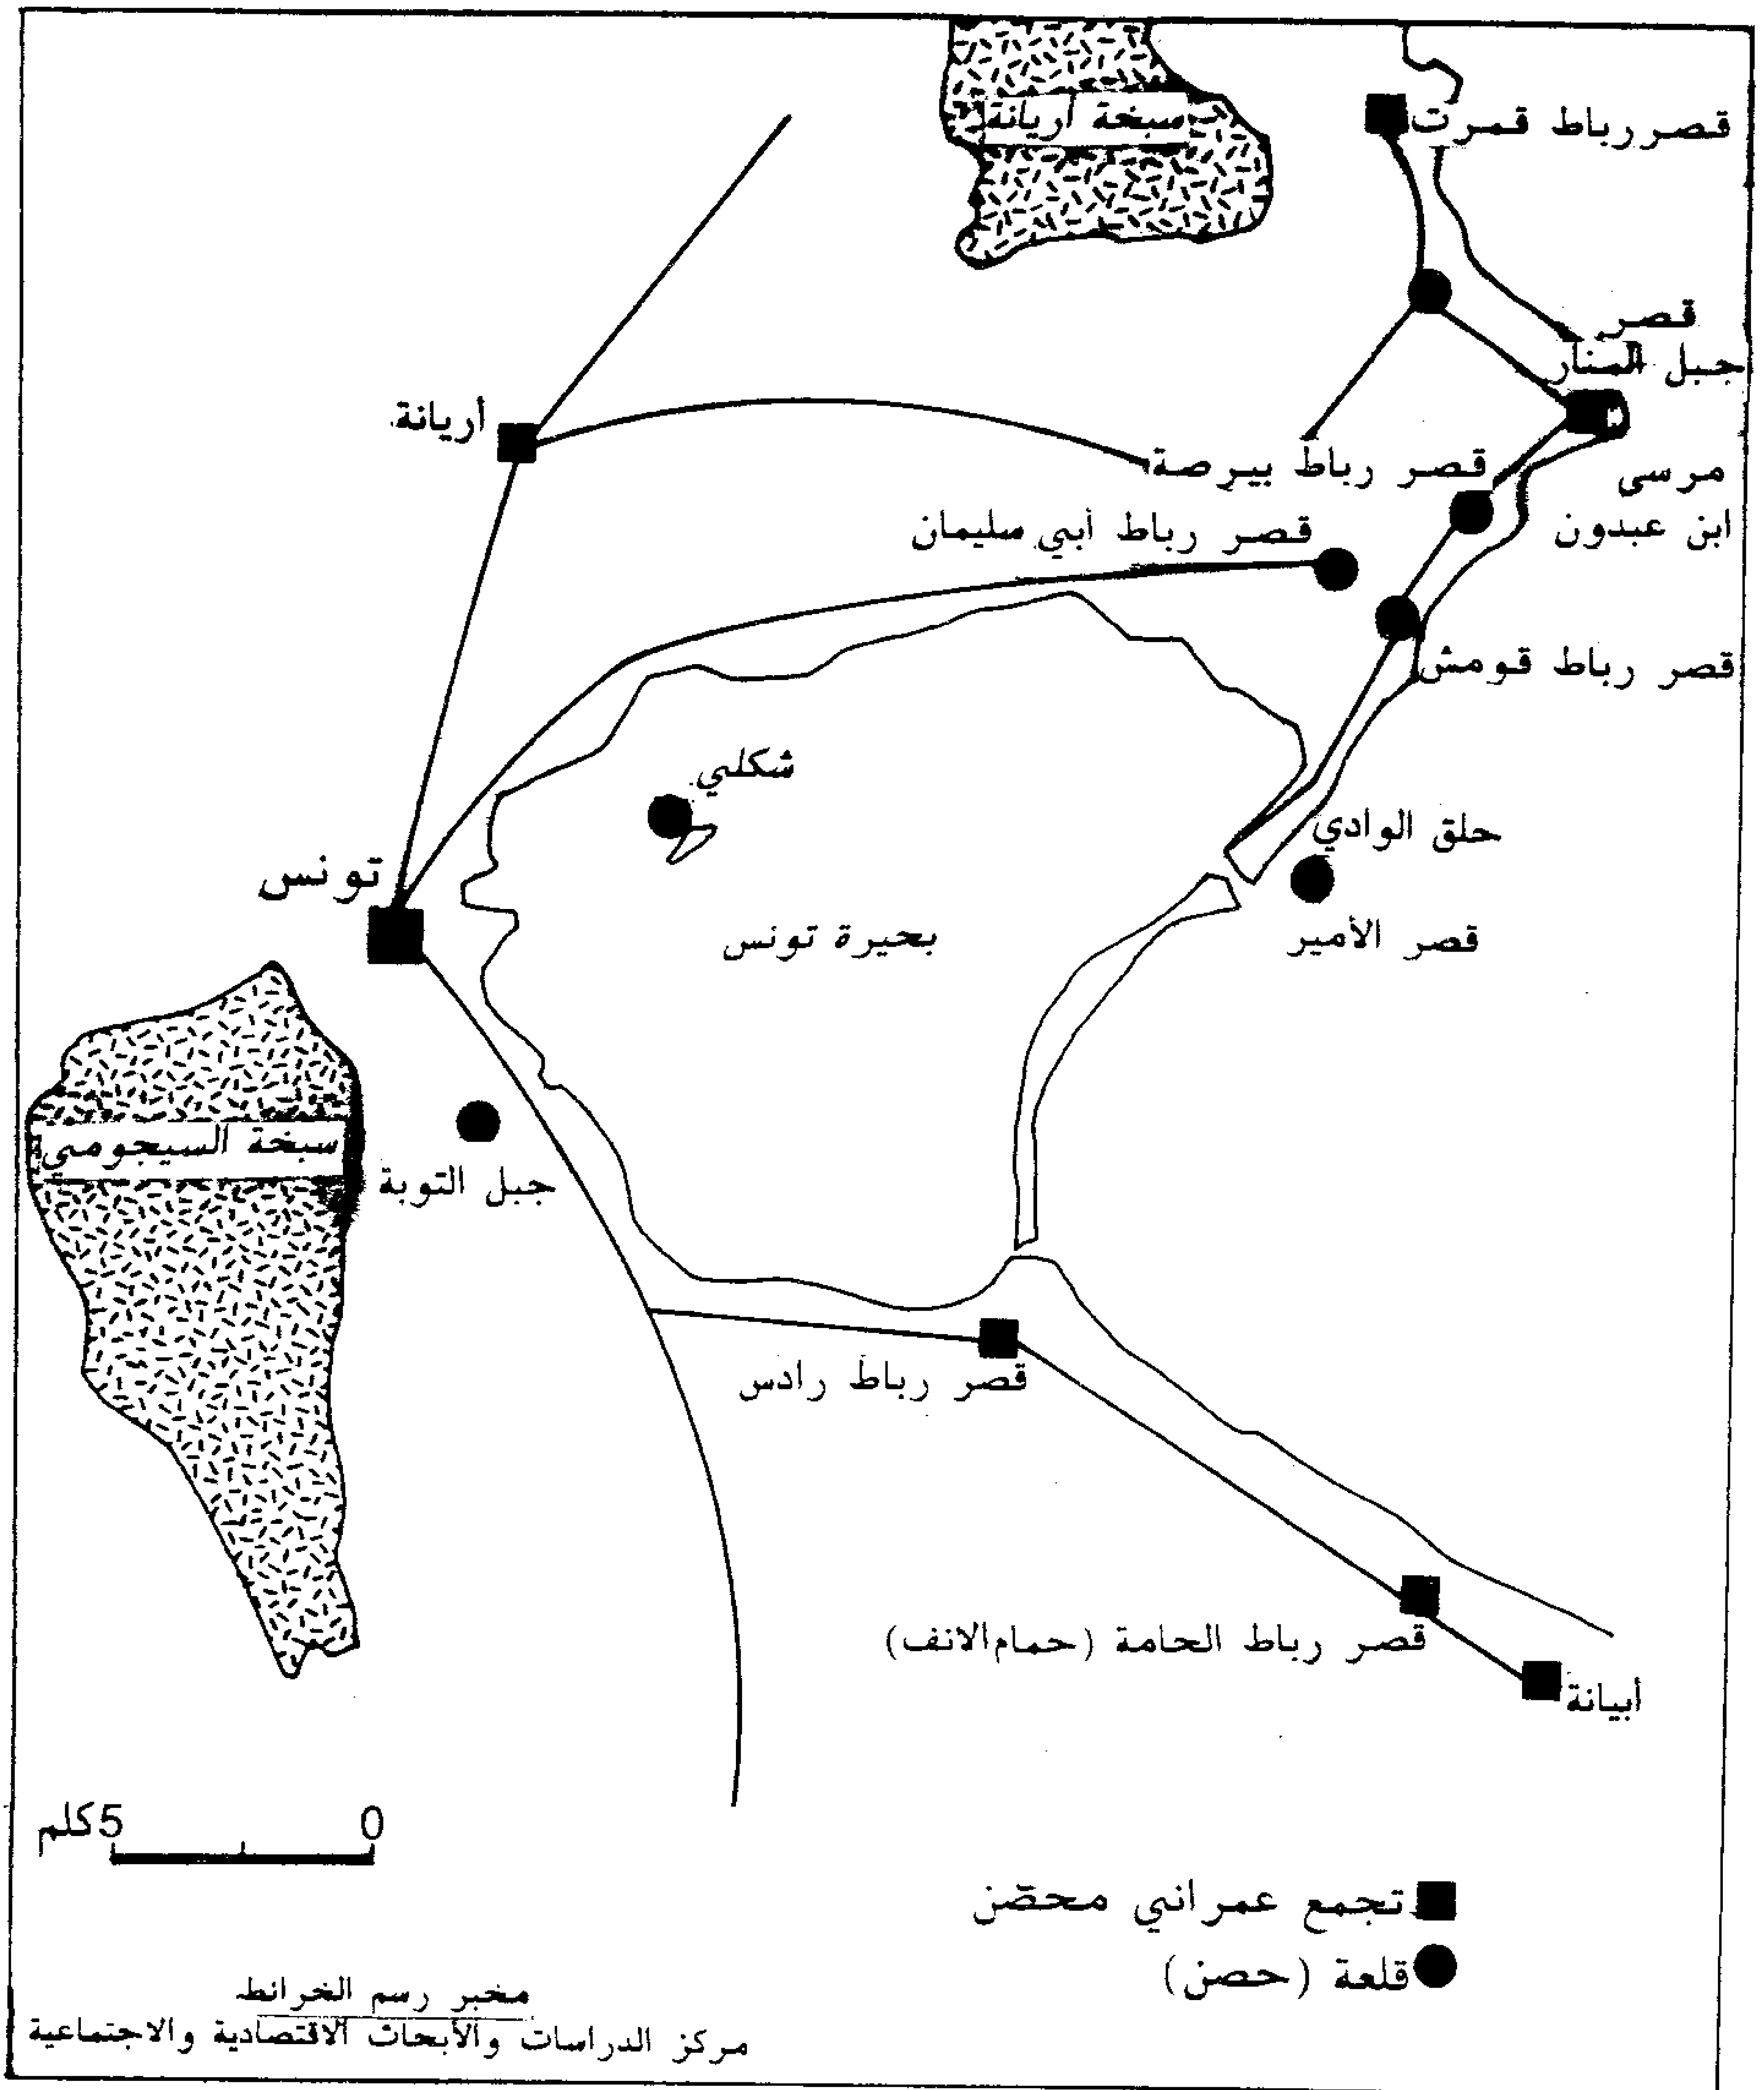 سبخة أريانة
قصر رباط قمرت
قصر
جبل المنار
أريانة
قصر رباط بيرصة
مرسى
ابن عبدون
قصر رباط أبي سليمان
قصر رباط قومش
شكلي
حلق الوادي
تونس
بحيرة تونس
قصر الأمير
سبخة السيجومي
جبل التوبة
قصر رباط رادس
قصر رباط الحامة (حمام الانف)
أبيانة
5كلم 0
تجمع عمراني محصّن
قلعة (حصن)
مخبر رسم الخرائط
مركز الدراسات والأبحاث الاقتصادية والاجتماعية